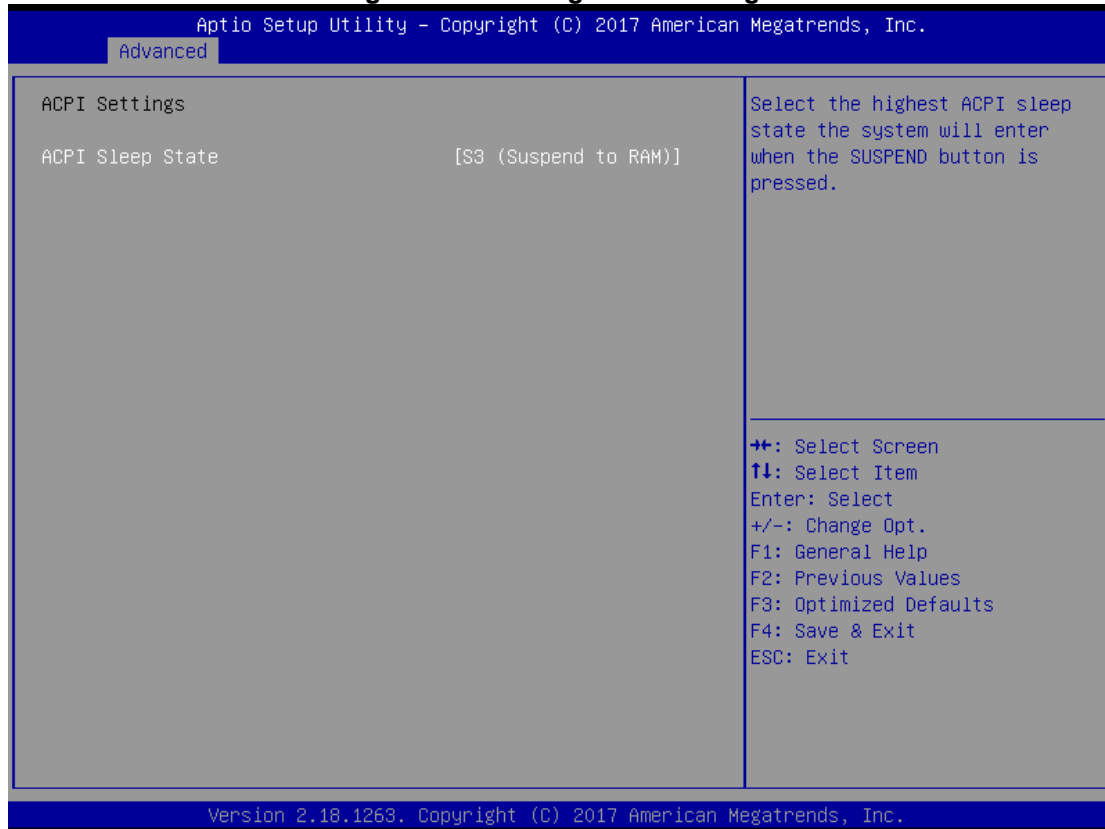 Aptio Setup Utility – Copyright (C) 2017 American Megatrends, Inc.
Advanced
ACPI Settings
ACPI Sleep State [S3 (Suspend to RAM)]
Select the highest ACPI sleep
state the system will enter
when the SUSPEND button is
pressed.
→←: Select Screen
↑↓: Select Item
Enter: Select
+/-: Change Opt.
F1: General Help
F2: Previous Values
F3: Optimized Defaults
F4: Save & Exit
ESC: Exit
Version 2.18.1263. Copyright (C) 2017 American Megatrends, Inc.